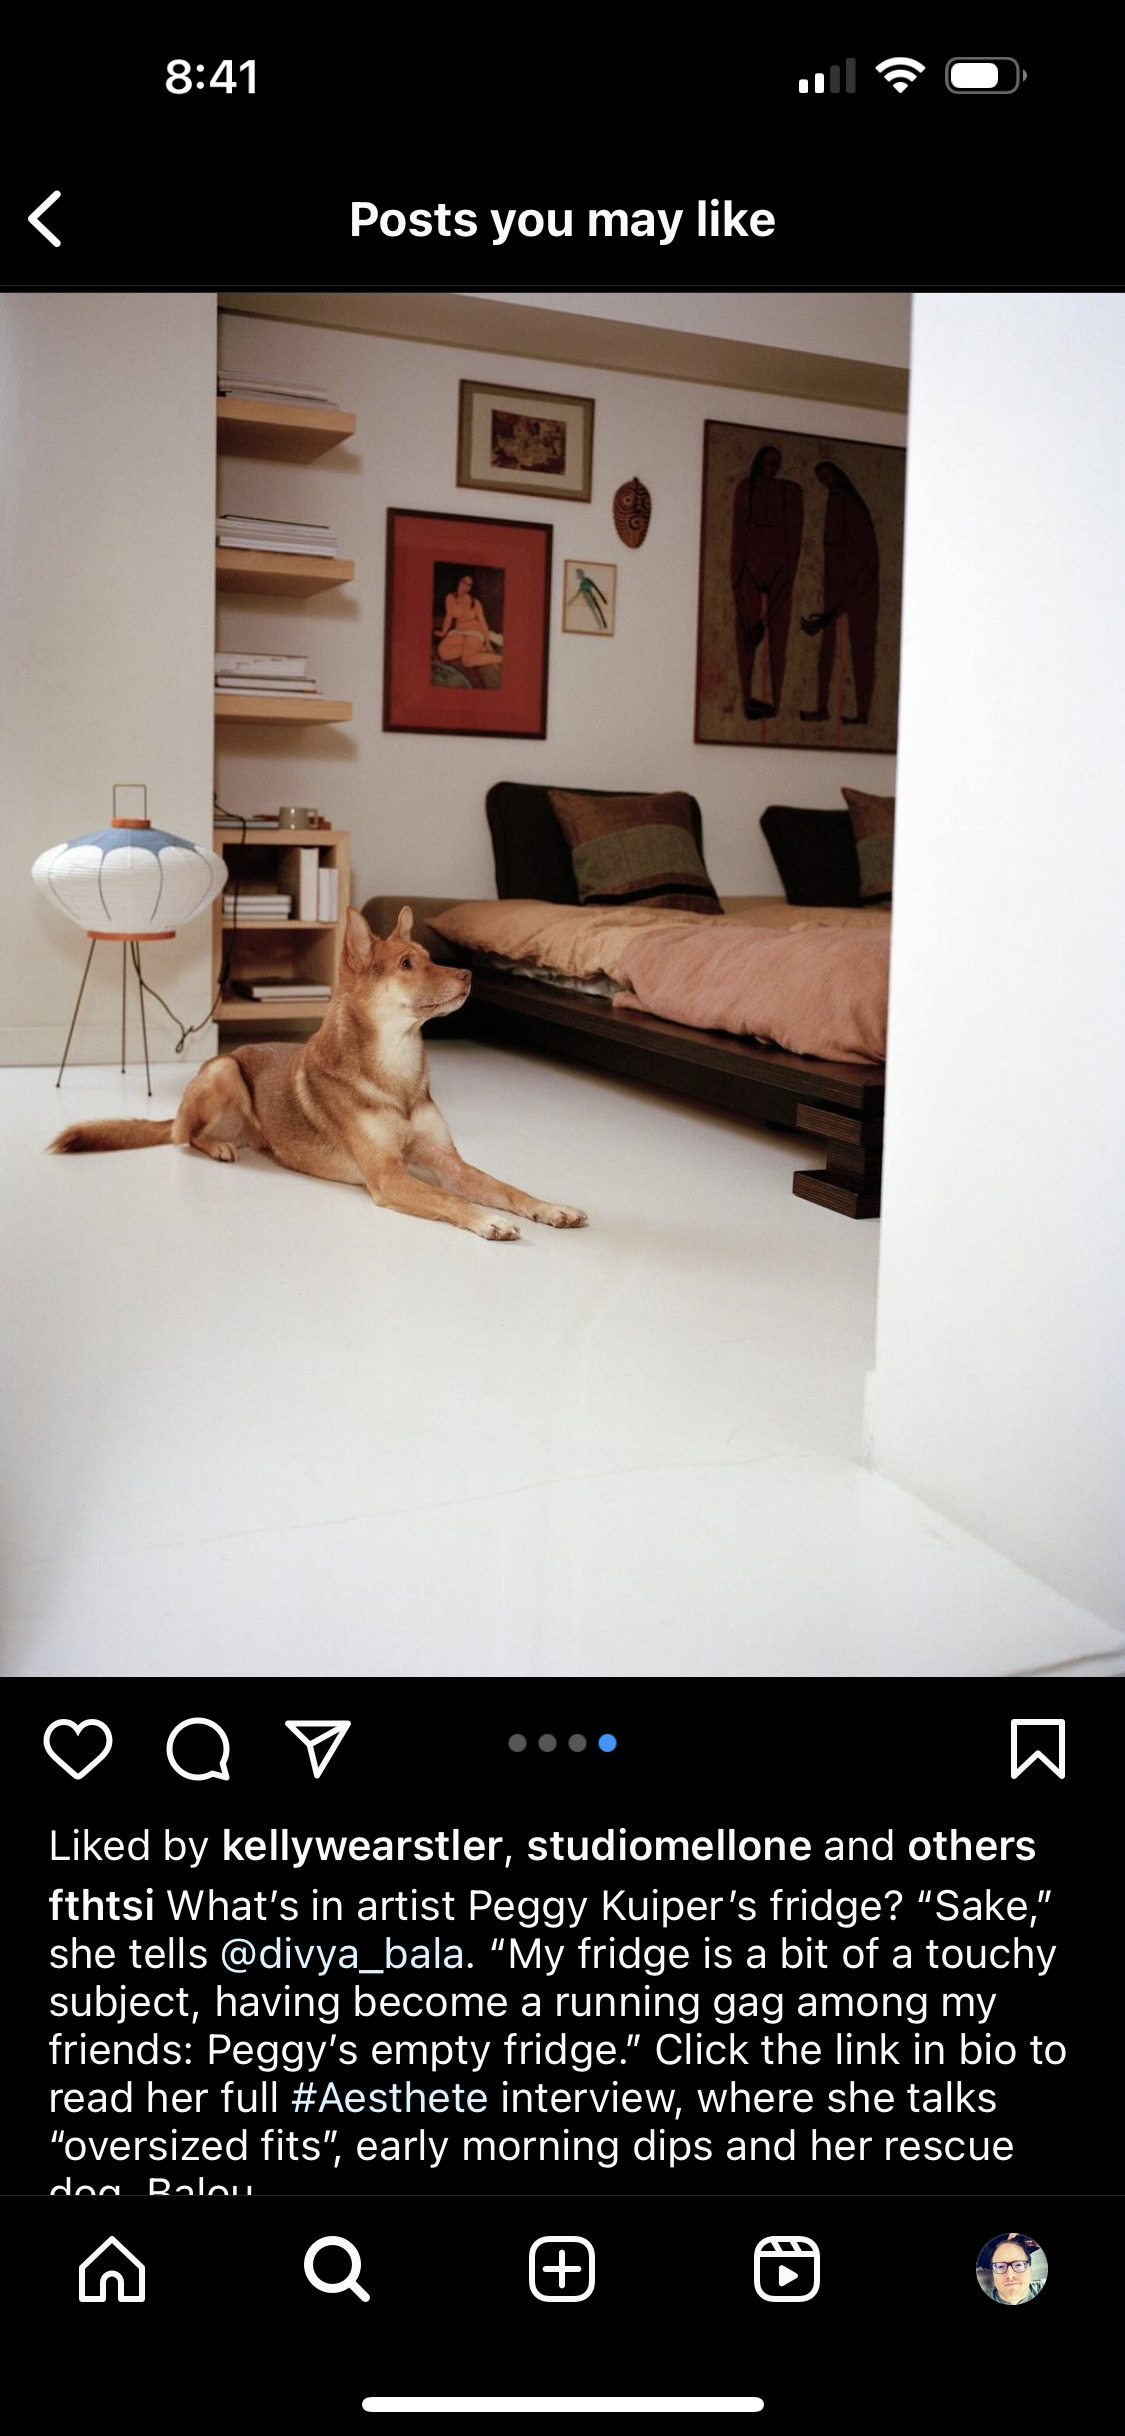 8:41
Posts you may like
Liked by kellywearstler, studiomellone and others
fthtsi What’s in artist Peggy Kuiper’s fridge? “Sake,”
she tells @divya_bala. “My fridge is a bit of a touchy
subject, having become a running gag among my
friends: Peggy’s empty fridge.” Click the link in bio to
read her full #Aesthete interview, where she talks
“oversized fits”, early morning dips and her rescue
dog, Balou